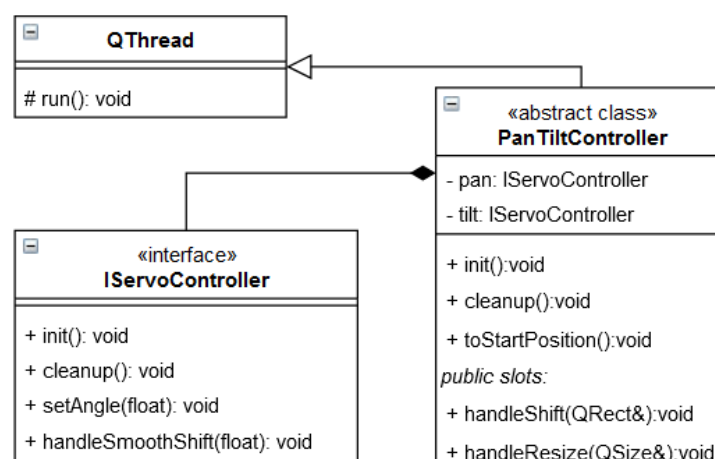 QThread
# run(): void
«abstract class»
PanTiltController
- pan: IServoController
- tilt: IServoController
+ init():void
+ cleanup():void
+ toStartPosition():void
public slots:
+ handleShift(QRect&):void
+ handleResize(QSize&):void
«interface»
IServoController
+ init(): void
+ cleanup(): void
+ setAngle(float): void
+ handleSmoothShift(float): void